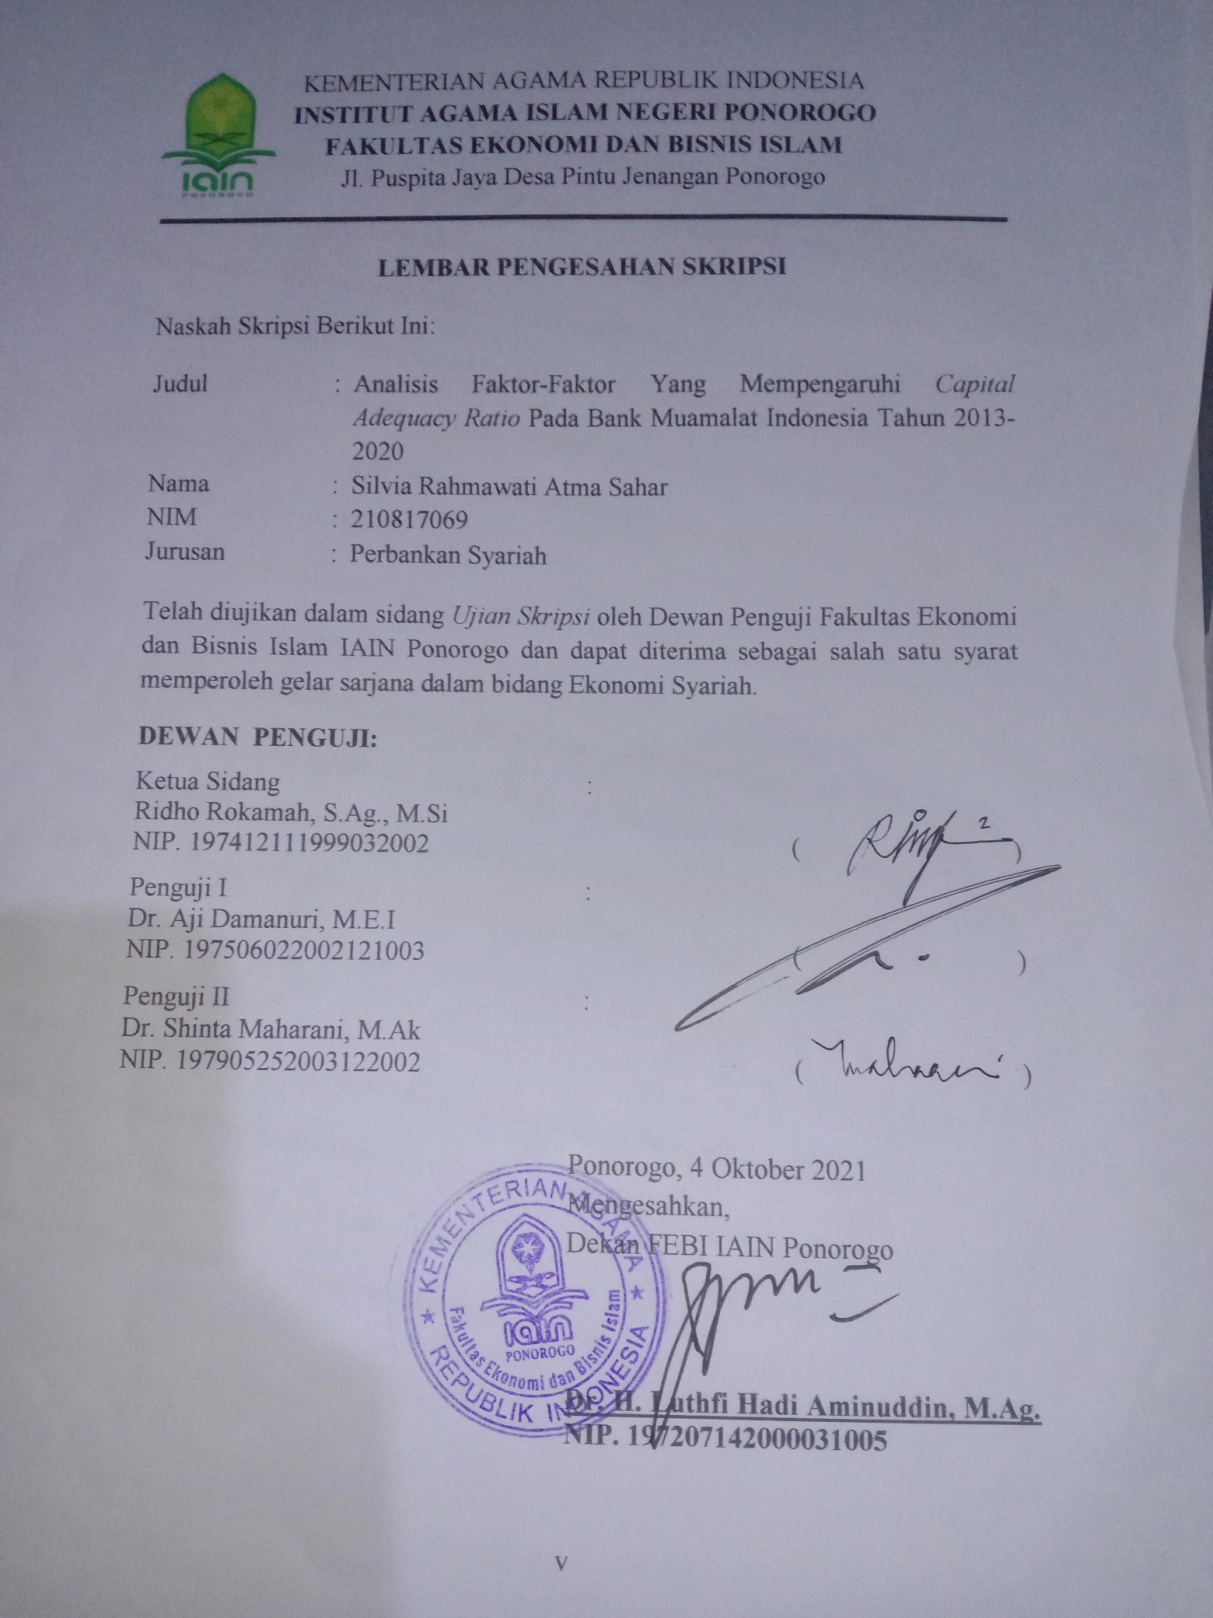 KEMENTERIAN AGAMA REPUBLIK INDONESIA
INSTITUT AGAMA ISLAM NEGERI PONOROGO
FAKULTAS EKONOMI DAN BISNIS ISLAM
Jl. Puspita Jaya Desa Pintu Jenangan Ponorogo
iain
PONOROGO
LEMBAR PENGESAHAN SKRIPSI
Naskah Skripsi Berikut Ini:
Judul : Analisis Faktor-Faktor Yang Mempengaruhi Capital
Adequacy Ratio Pada Bank Muamalat Indonesia Tahun 2013-
2020
Nama : Silvia Rahmawati Atma Sahar
NIM : 210817069
Jurusan : Perbankan Syariah
Telah diujikan dalam sidang Ujian Skripsi oleh Dewan Penguji Fakultas Ekonomi
dan Bisnis Islam IAIN Ponorogo dan dapat diterima sebagai salah satu syarat
memperoleh gelar sarjana dalam bidang Ekonomi Syariah.
DEWAN PENGUJI:
Ketua Sidang :
Ridho Rokamah, S.Ag., M.Si
NIP. 197412111999032002 ( )
Penguji I :
Dr. Aji Damanuri, M.E.I
NIP. 197506022002121003 ( )
Penguji II :
Dr. Shinta Maharani, M.Ak
NIP. 197905252003122002 ( )
Ponorogo, 4 Oktober 2021
Mengesahkan,
Dekan FEBI IAIN Ponorogo
KEMENTERIAN AGAMA
REPUBLIK INDONESIA
iain
PONOROGO
Fakultas Ekonomi dan Bisnis Islam
Dr. H. Luthfi Hadi Aminuddin, M.Ag.
NIP. 197207142000031005
v